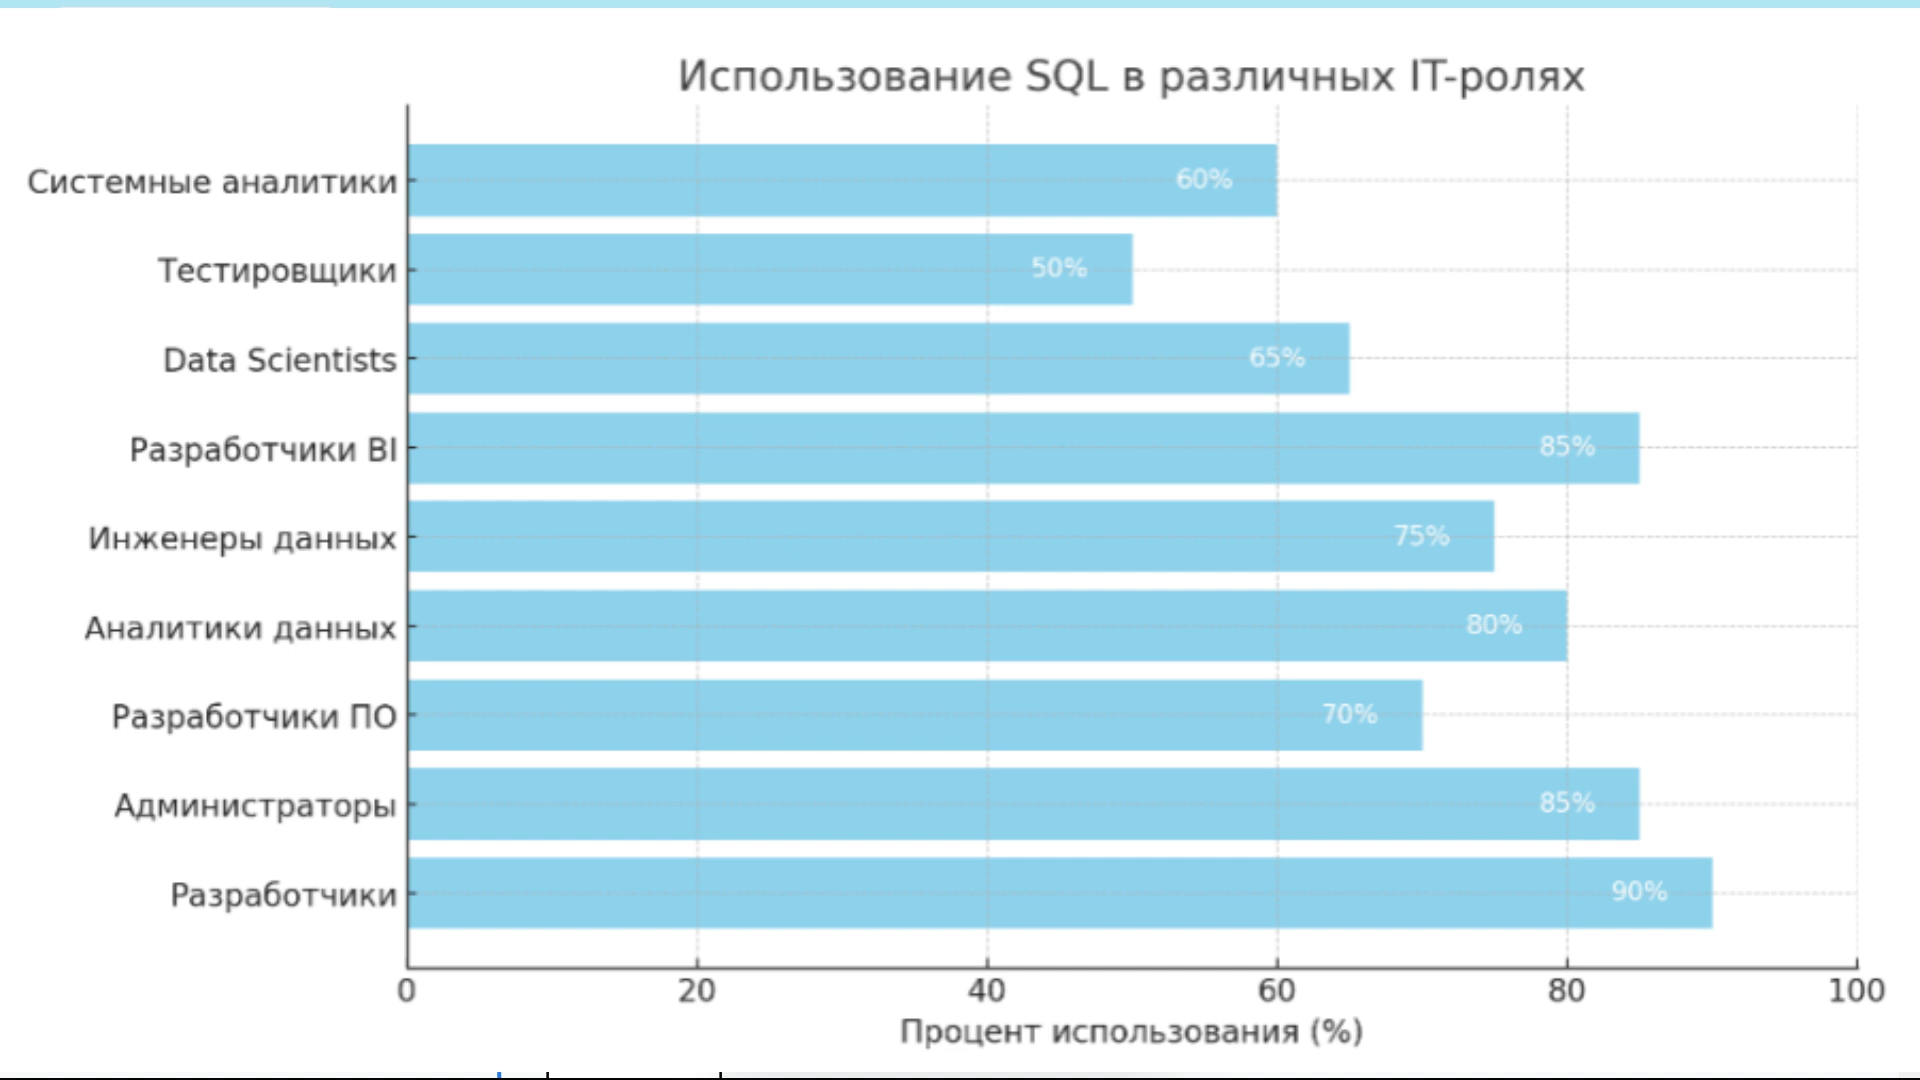 Использование SQL в различных IT-ролях
Системные аналитики
60%
Тестировщики
50%
Data Scientists
65%
Разработчики BI
85%
Инженеры данных
75%
Аналитики данных
80%
Разработчики ПО
70%
Администраторы
85%
Разработчики
90%
0 20 40 60 80 100
Процент использования (%)